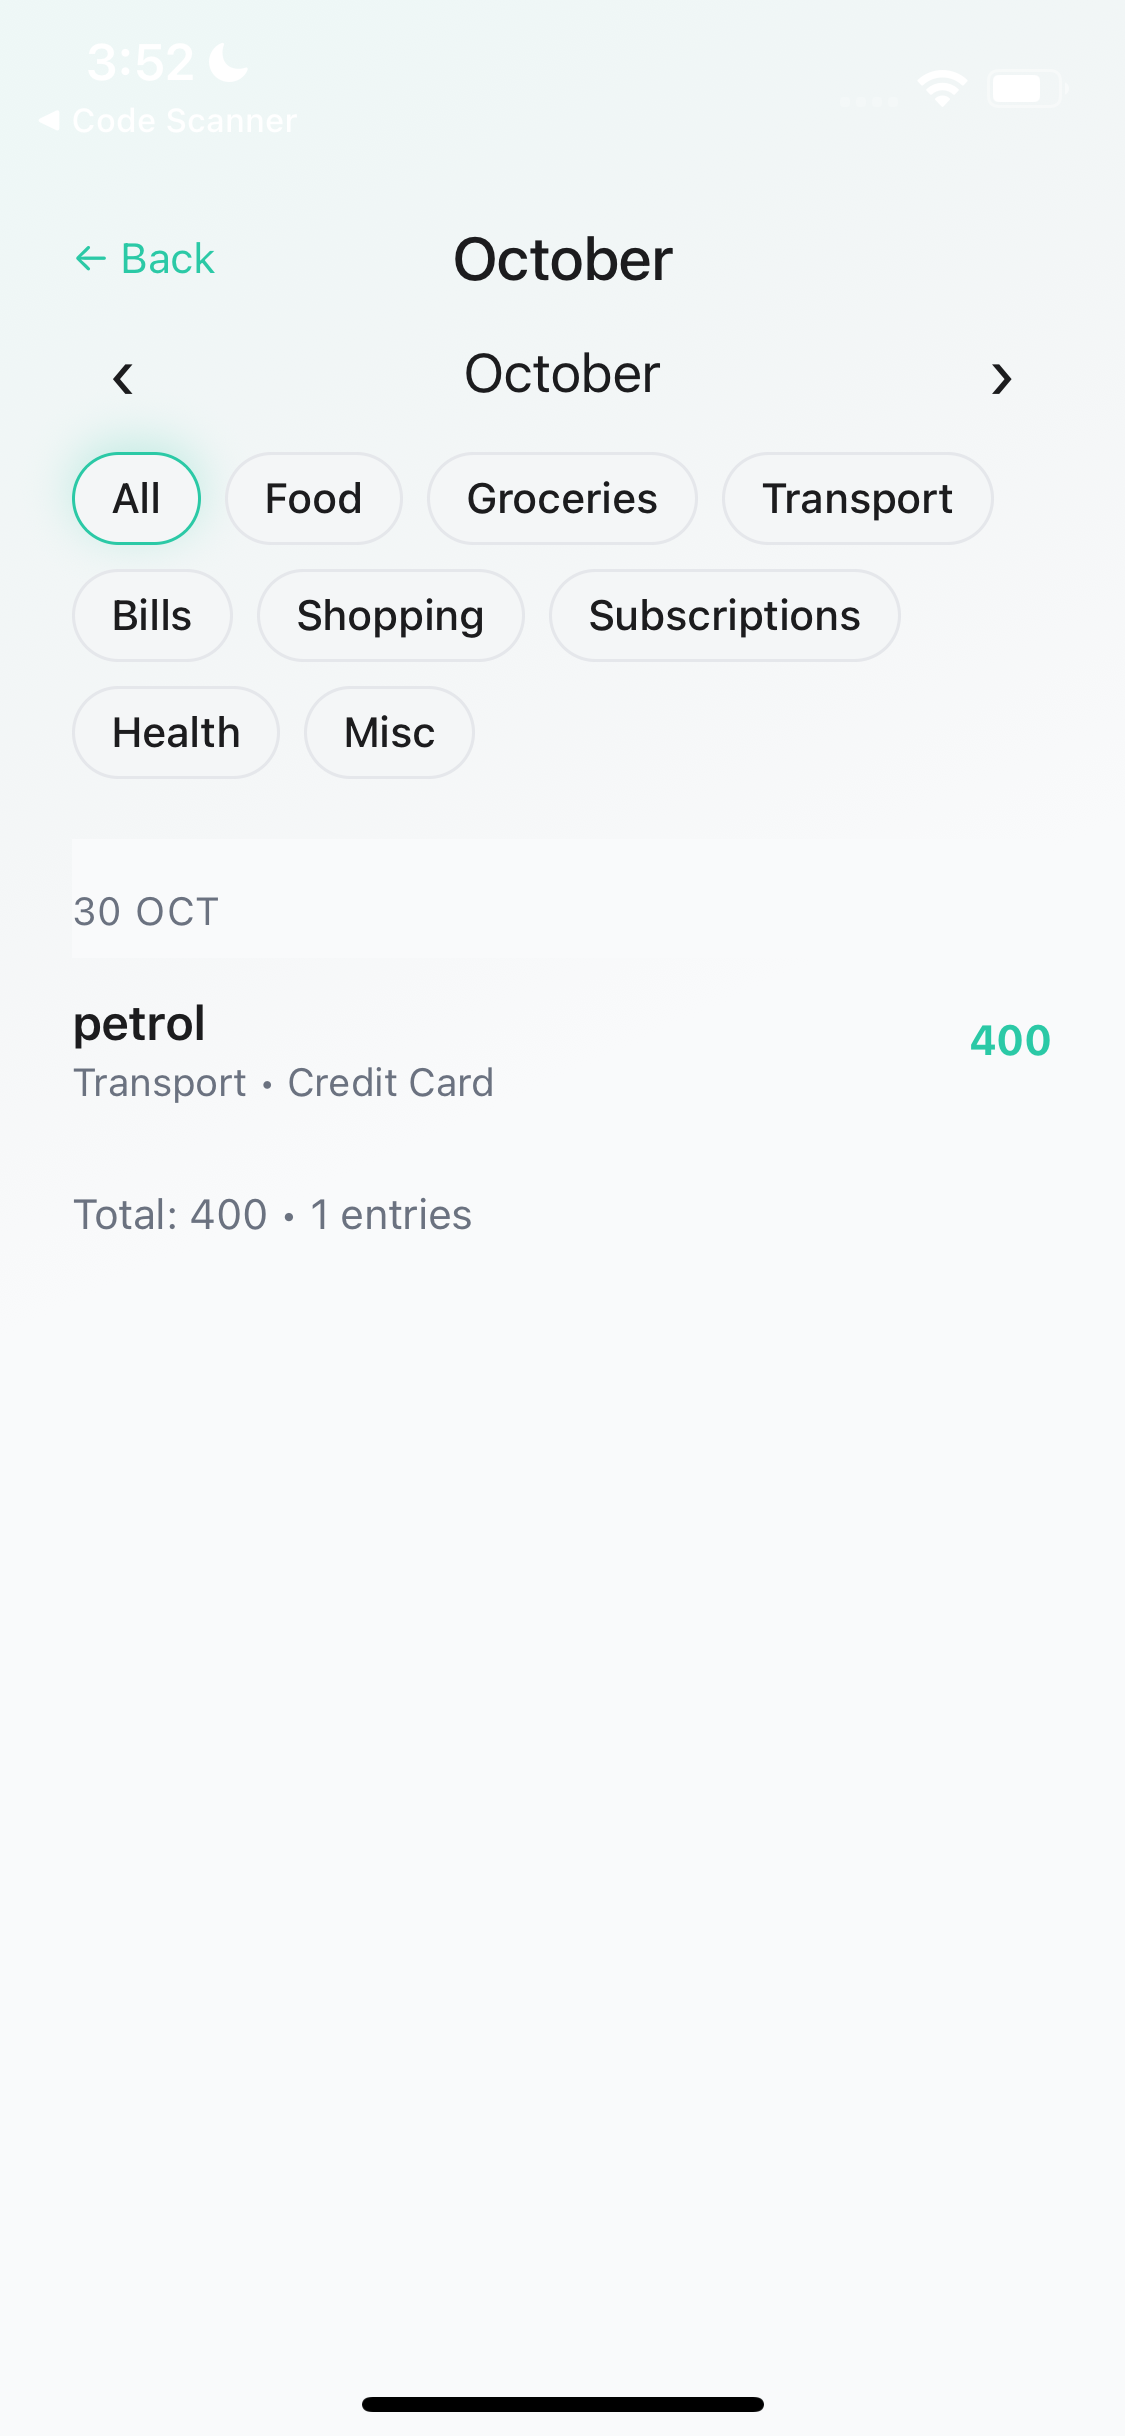 3:52
◀ Code Scanner
← Back
October
‹ October ›
All Food Groceries Transport
Bills Shopping Subscriptions
Health Misc
30 OCT
petrol
400
Transport • Credit Card
Total: 400 • 1 entries